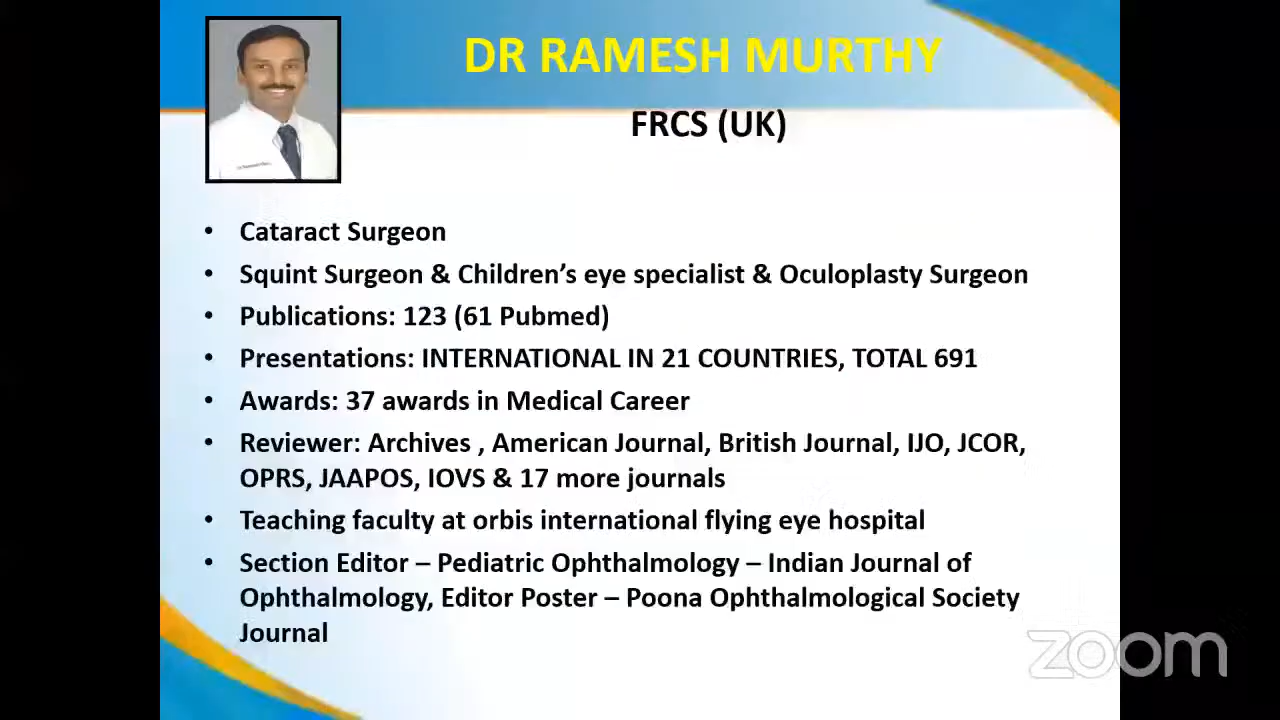 DR RAMESH MURTHY
FRCS (UK)
• Cataract Surgeon
• Squint Surgeon & Children's eye specialist & Oculoplasty Surgeon
• Publications: 123 (61 Pubmed)
• Presentations: INTERNATIONAL IN 21 COUNTRIES, TOTAL 691
• Awards: 37 awards in Medical Career
• Reviewer: Archives , American Journal, British Journal, IJO, JCOR,
OPRS, JAAPOS, IOVS & 17 more journals
• Teaching faculty at orbis international flying eye hospital
• Section Editor – Pediatric Ophthalmology – Indian Journal of
Ophthalmology, Editor Poster – Poona Ophthalmological Society
Journal
zoom